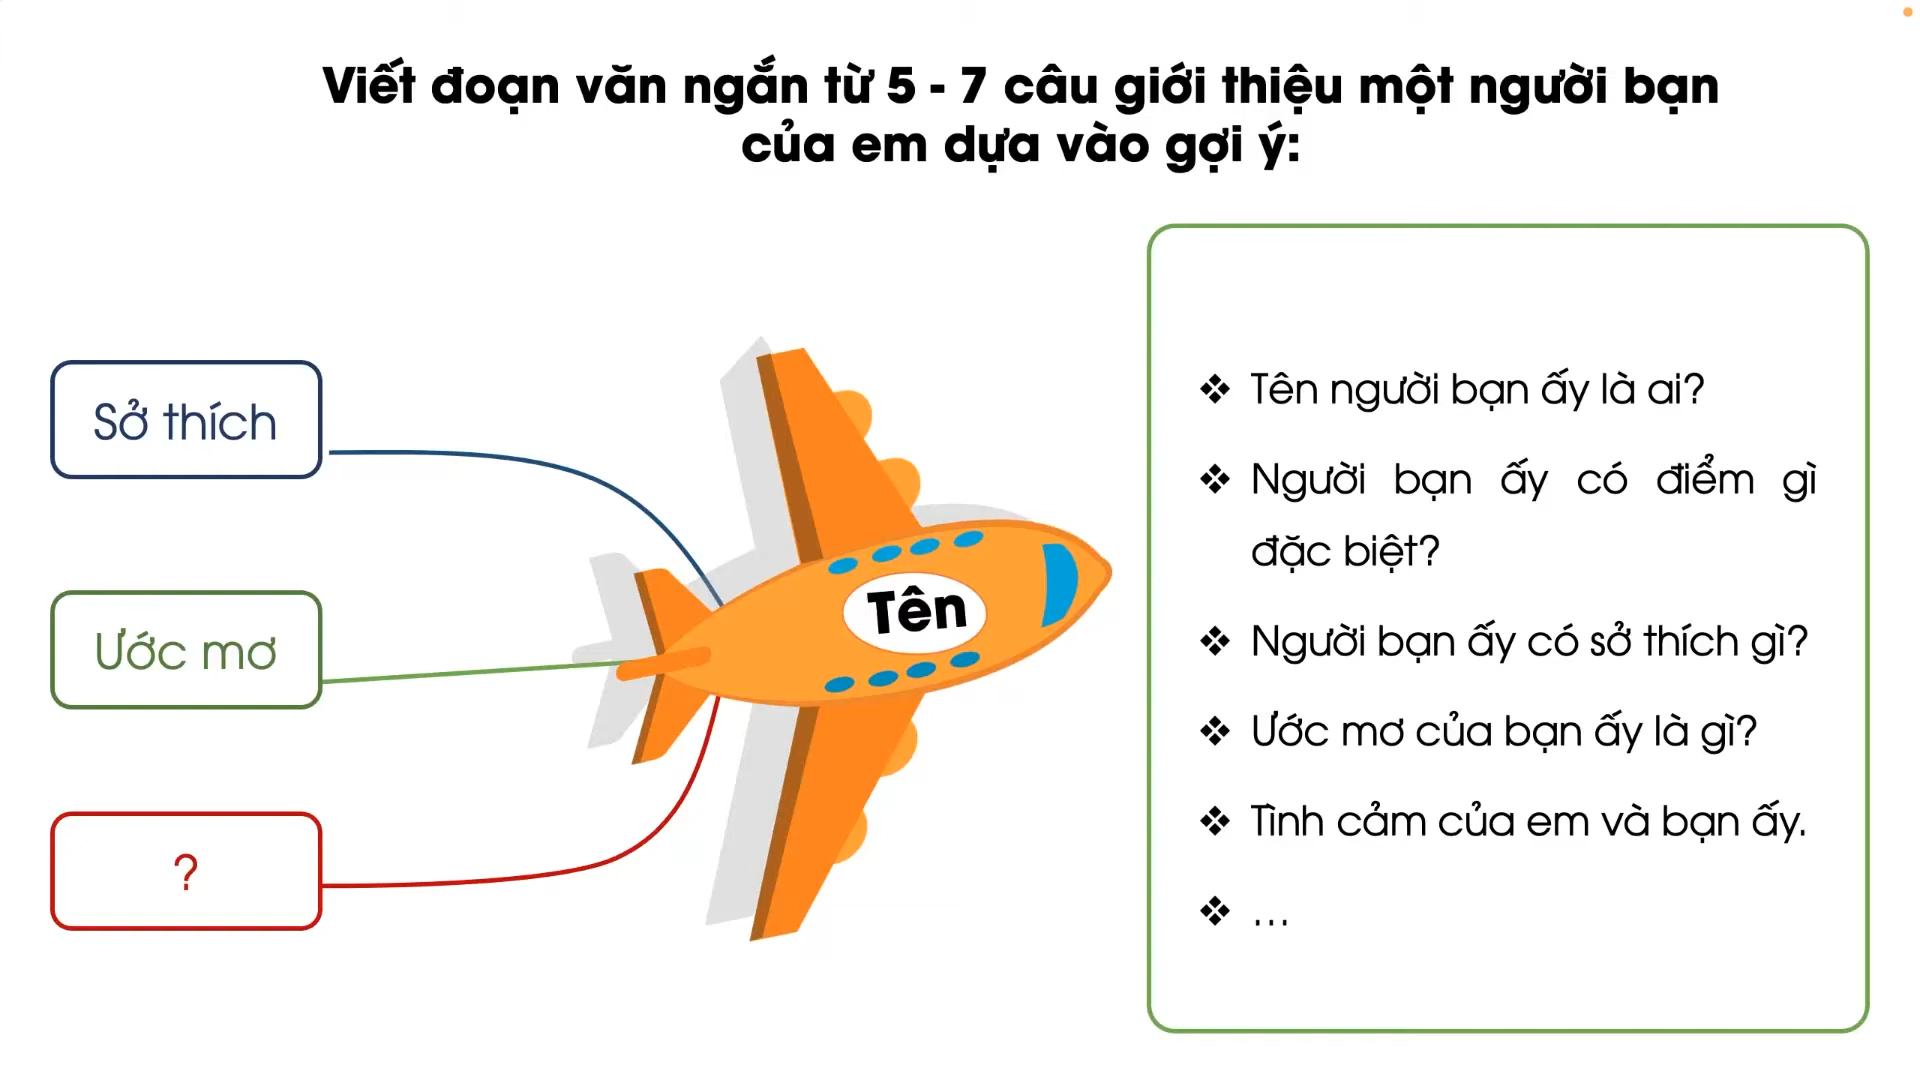 Viết đoạn văn ngắn từ 5 - 7 câu giới thiệu một người bạn
của em dựa vào gợi ý:
Sở thích
Ước mơ
?
Tên
❖ Tên người bạn ấy là ai?
❖ Người bạn ấy có điểm gì
đặc biệt?
❖ Người bạn ấy có sở thích gì?
❖ Ước mơ của bạn ấy là gì?
❖ Tình cảm của em và bạn ấy.
❖ ...